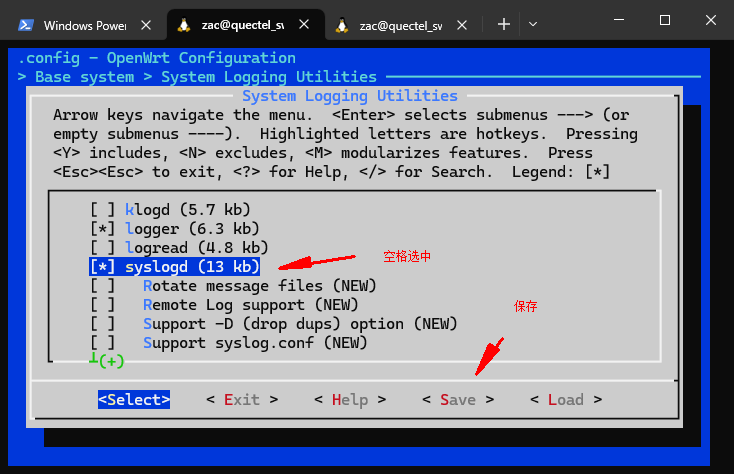 Windows Power
zac@quectel_sw
zac@quectel_sw
.config - OpenWrt Configuration
> Base system > System Logging Utilities
System Logging Utilities
Arrow keys navigate the menu.  <Enter> selects submenus ---> (or
empty submenus ----).  Highlighted letters are hotkeys.  Pressing
<Y> includes, <N> excludes, <M> modularizes features.  Press
<Esc><Esc> to exit, <?> for Help, </> for Search.  Legend: [*]
[ ] klogd (5.7 kb)
[*] logger (6.3 kb)
[ ] logread (4.8 kb)
[*] syslogd (13 kb)
空格选中
[ ]   Rotate message files (NEW)
[ ]   Remote Log support (NEW)
保存
[ ]   Support -D (drop dups) option (NEW)
[ ]   Support syslog.conf (NEW)
┴(+)
<Select>    < Exit >    < Help >    < Save >    < Load >